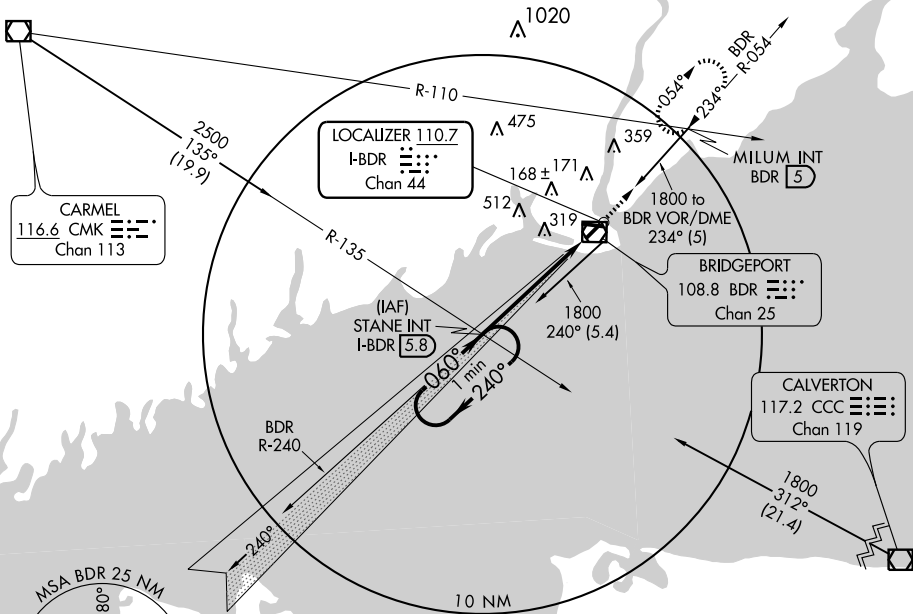 1020
BDR
R-054
054°
234°
R-110
475
359
LOCALIZER 110.7
I-BDR
Chan 44
168 ±
171
512
319
MILUM INT
BDR 5
1800 to
BDR VOR/DME
234° (5)
2500
135°
(19.9)
CARMEL
116.6 CMK
Chan 113
R-135
BRIDGEPORT
108.8 BDR
Chan 25
(IAF)
STANE INT
I-BDR 5.8
1800
240° (5.4)
060°
1 min
240°
CALVERTON
117.2 CCC
Chan 119
BDR
R-240
1800
312°
(21.4)
240°
MSA BDR 25 NM
80°
10 NM